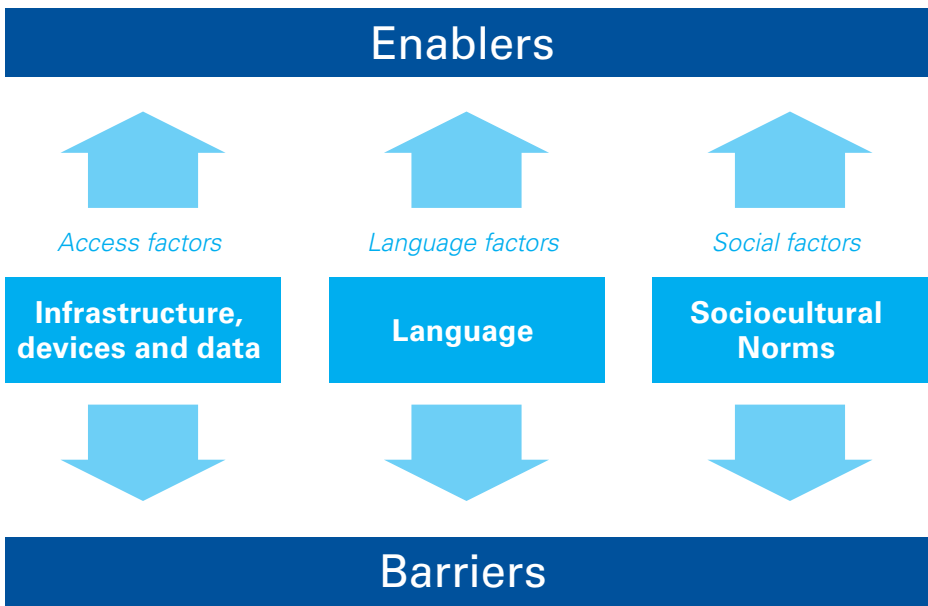 Enablers
Access factors
Language factors
Social factors
Infrastructure,
devices and data
Language
Sociocultural
Norms
Barriers